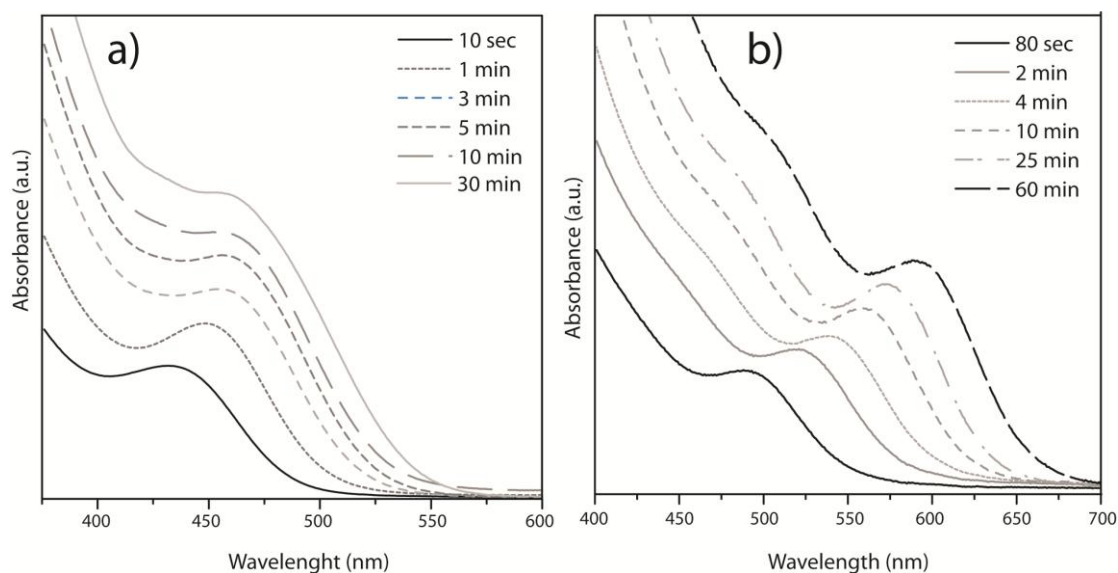 a)
10 sec
1 min
3 min
5 min
10 min
30 min
Absorbance (a.u.)
400
450
500
550
600
Wavelenght (nm)
b)
80 sec
2 min
4 min
10 min
25 min
60 min
Absorbance (a.u.)
400
450
500
550
600
650
700
Wavelength (nm)